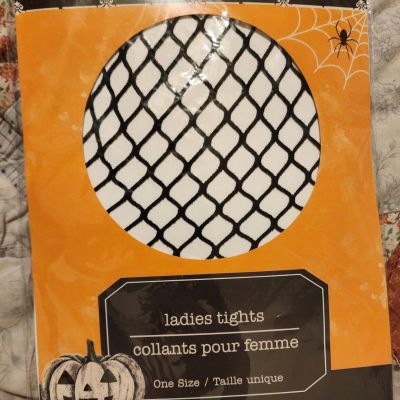 ladies tights
collants pour femme
One Size / Taille unique